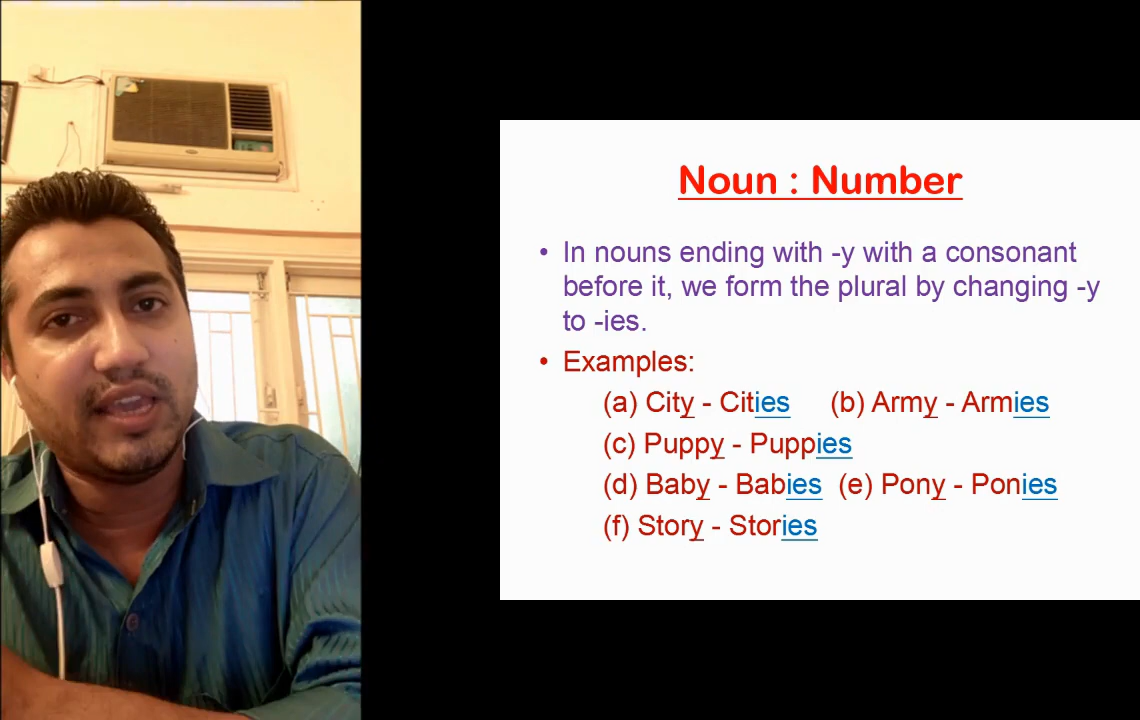 Noun : Number
• In nouns ending with -y with a consonant
before it, we form the plural by changing -y
to -ies.
• Examples:
(a) City - Cities (b) Army - Armies
(c) Puppy - Puppies
(d) Baby - Babies (e) Pony - Ponies
(f) Story - Stories